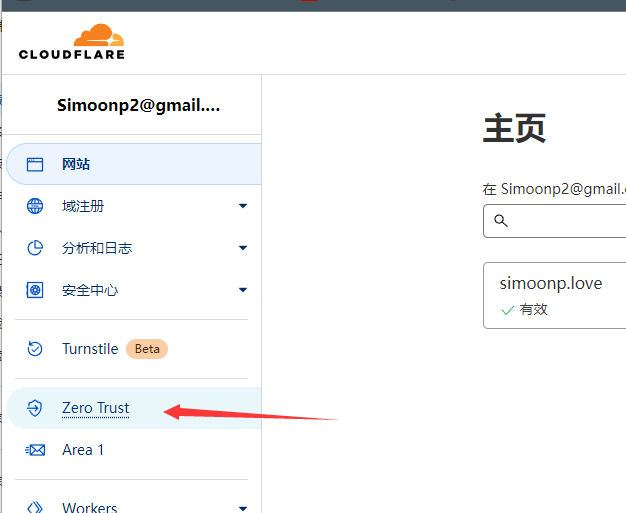 CLOUDFLARE
Simoonp2@gmail....
主页
网站
在 Simoonp2@gmail.
域注册
分析和日志
simoonp.love
安全中心
有效
Turnstile Beta
Zero Trust
Area 1
Workers